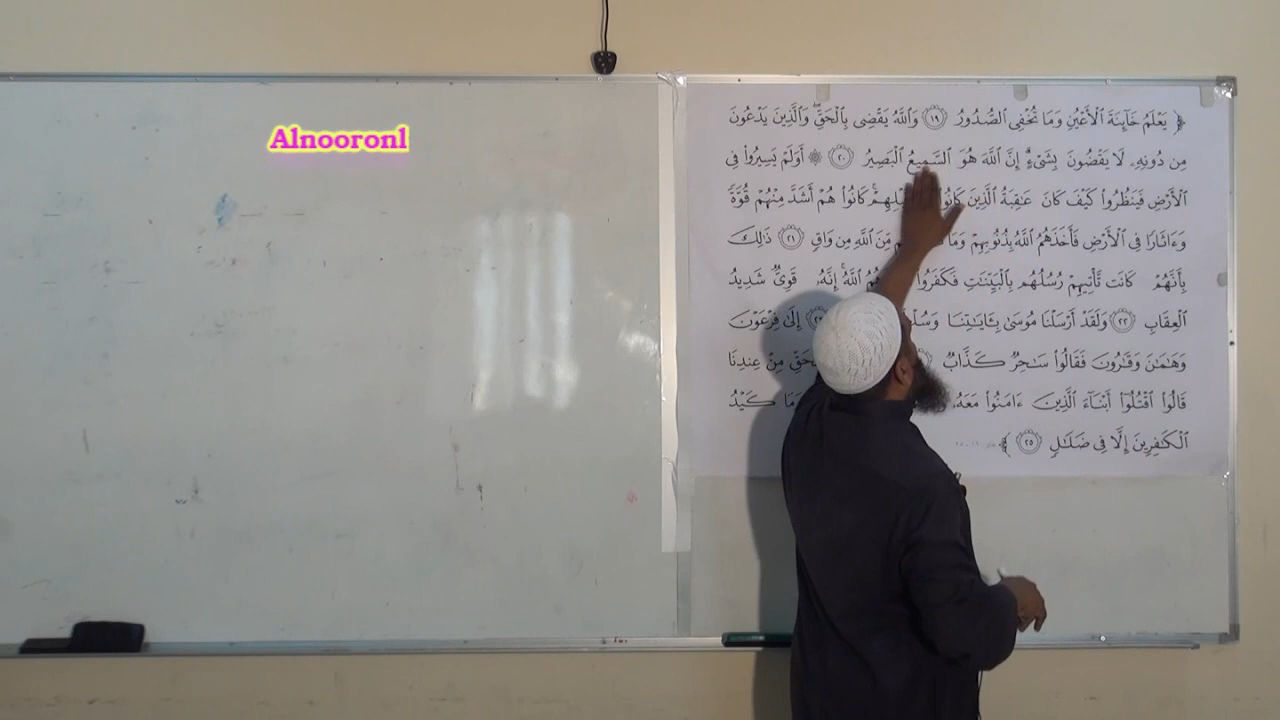 Alnooronl
﴿ يَعْلَمُ خَآئِنَةَ ٱلْأَعْيُنِ وَمَا تُخْفِى ٱلصُّدُورُ ١٩ وَٱللَّهُ يَقْضِى بِٱلْحَقِّ ۖ وَٱلَّذِينَ يَدْعُونَ
مِن دُونِهِۦ لَا يَقْضُونَ بِشَىْءٍ ۗ إِنَّ ٱللَّهَ هُوَ ٱلسَّمِيعُ ٱلْبَصِيرُ ٢٠ ۞ أَوَلَمْ يَسِيرُوا۟ فِى
ٱلْأَرْضِ فَيَنظُرُوا۟ كَيْفَ كَانَ عَـٰقِبَةُ ٱلَّذِينَ كَانُوا۟ كَانُوا۟ هُمْ أَشَدَّ مِنْهُمْ قُوَّةً
وَءَاثَارًا فِى ٱلْأَرْضِ فَأَخَذَهُمُ ٱللَّهُ بِذُنُوبِهِمْ وَمَا مِّنَ ٱللَّهِ مِن وَاقٍ ٢١ ذَٰلِكَ
بِأَنَّهُمْ كَانَت تَّأْتِيهِمْ رُسُلُهُم بِٱلْبَيِّنَـٰتِ فَكَفَرُوا۟ ٱللَّهُ ۚ إِنَّهُۥ قَوِىٌّ شَدِيدُ
ٱلْعِقَابِ ٢٢ وَلَقَدْ أَرْسَلْنَا مُوسَىٰ بِـَٔايَـٰتِنَا ٢٣ إِلَىٰ فِرْعَوْنَ
وَهَـٰمَـٰنَ وَقَـٰرُونَ فَقَالُوا۟ سَـٰحِرٌ كَذَّابٌ مِنْ عِندِنَا
قَالُوا۟ ٱقْتُلُوٓا۟ أَبْنَآءَ ٱلَّذِينَ ءَامَنُوا۟ مَعَهُۥ وَمَا كَيْدُ
ٱلْكَـٰفِرِينَ إِلَّا فِى ضَلَـٰلٍ ٢٥ ﴾